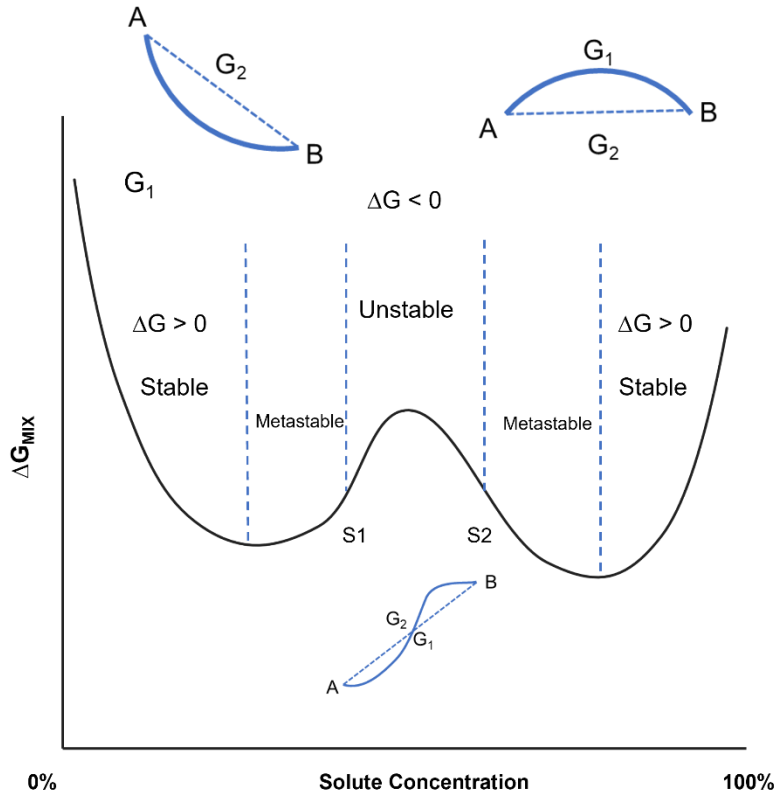 A
G₂
B
G₁
A
B
G₂
G₁
ΔG < 0
Unstable
ΔG > 0
ΔG > 0
Stable
Stable
Metastable
Metastable
ΔG_MIX
S1
S2
B
G₂
G₁
A
0%
Solute Concentration
100%